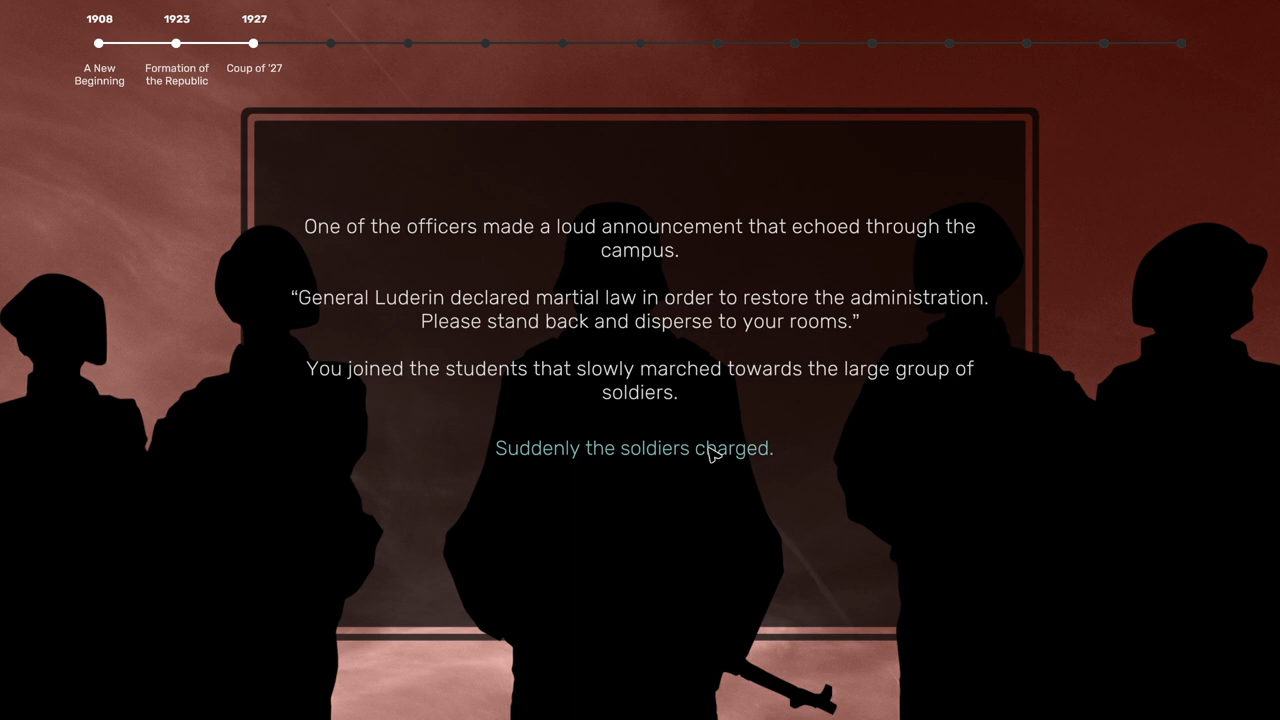 1908
1923
1927
A New
Beginning
Formation of
the Republic
Coup of '27
One of the officers made a loud announcement that echoed through the
campus.
“General Luderin declared martial law in order to restore the administration.
Please stand back and disperse to your rooms.”
You joined the students that slowly marched towards the large group of
soldiers.
Suddenly the soldiers charged.